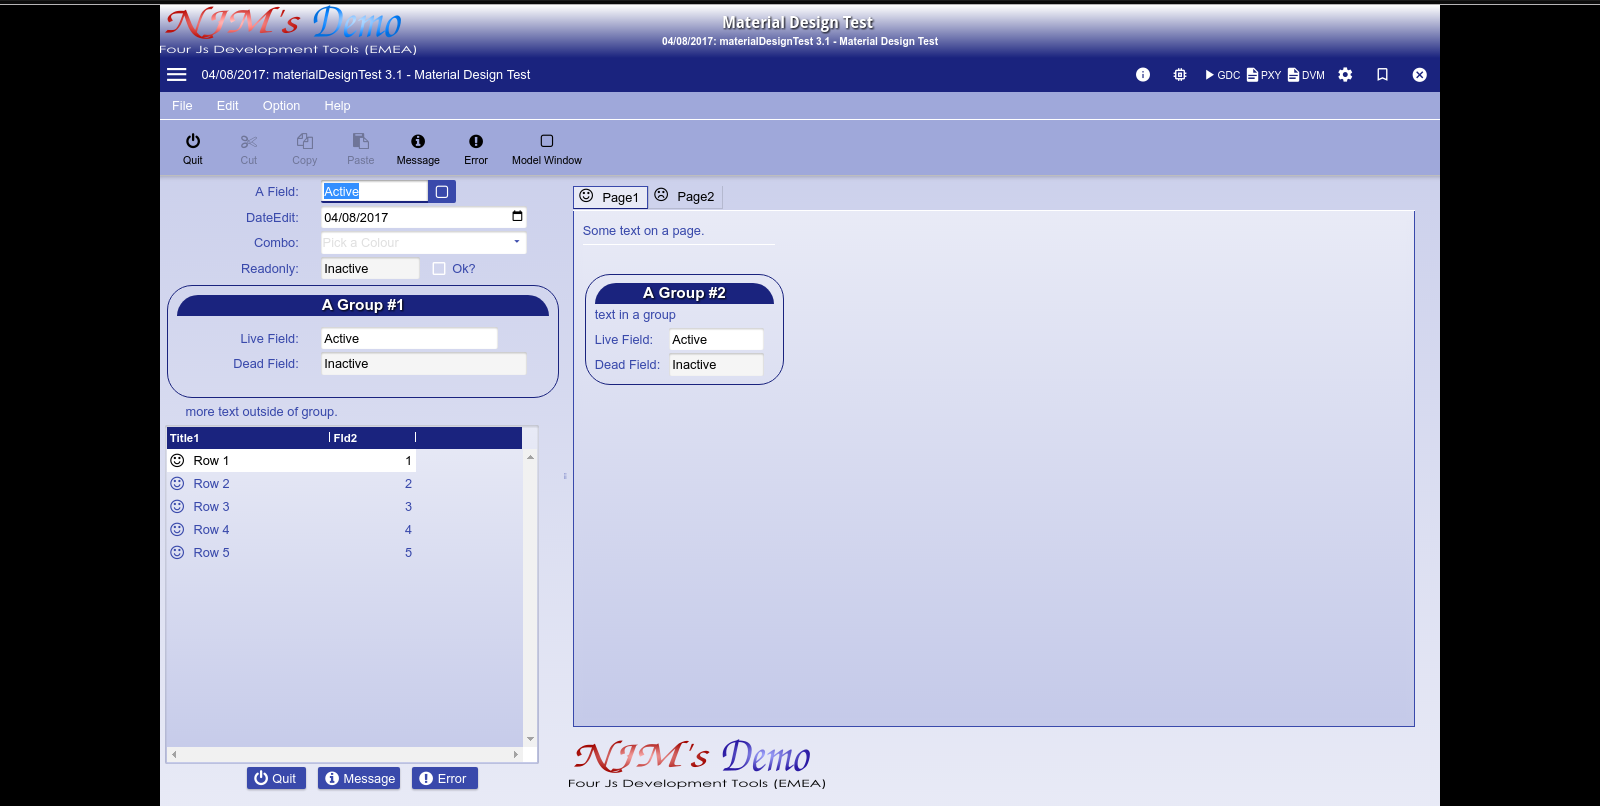 NJM's Demo
Four Js Development Tools (EMEA)
Material Design Test
04/08/2017: materialDesignTest 3.1 - Material Design Test
04/08/2017: materialDesignTest 3.1 - Material Design Test
GDC PXY DVM
File Edit Option Help
Quit Cut Copy Paste Message Error Model Window
A Field: Active
DateEdit: 04/08/2017
Combo: Pick a Colour
Readonly: Inactive Ok?
A Group #1
Live Field: Active
Dead Field: Inactive
more text outside of group.
Title1 Fld2
Row 1 1
Row 2 2
Row 3 3
Row 4 4
Row 5 5
Quit Message Error
Page1 Page2
Some text on a page.
A Group #2
text in a group
Live Field: Active
Dead Field: Inactive
NJM's Demo
Four Js Development Tools (EMEA)